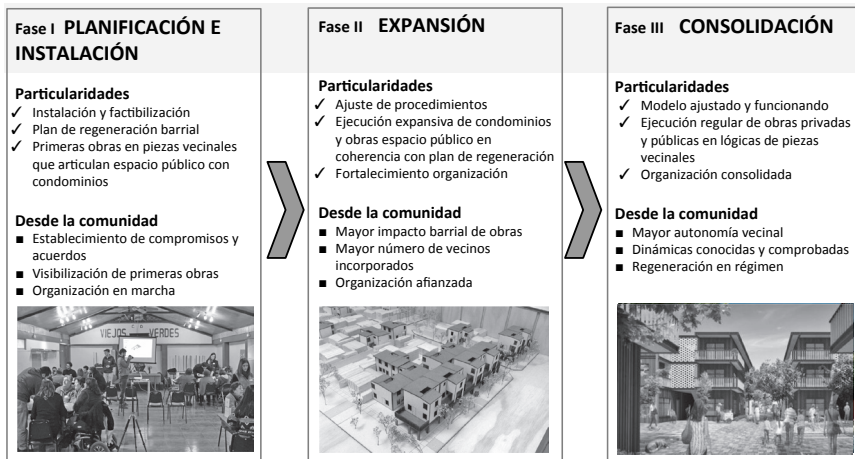 Fase I PLANIFICACIÓN E
INSTALACIÓN
Particularidades
✓ Instalación y factibilización
✓ Plan de regeneración barrial
✓ Primeras obras en piezas vecinales
que articulan espacio público con
condominios
Desde la comunidad
■ Establecimiento de compromisos y
acuerdos
■ Visibilización de primeras obras
■ Organización en marcha
VIEJOS VERDES
Fase II EXPANSIÓN
Particularidades
✓ Ajuste de procedimientos
✓ Ejecución expansiva de condominios
y obras espacio público en
coherencia con plan de regeneración
✓ Fortalecimiento organización
Desde la comunidad
■ Mayor impacto barrial de obras
■ Mayor número de vecinos
incorporados
■ Organización afianzada
Fase III CONSOLIDACIÓN
Particularidades
✓ Modelo ajustado y funcionando
✓ Ejecución regular de obras privadas
y públicas en lógicas de piezas
vecinales
✓ Organización consolidada
Desde la comunidad
■ Mayor autonomía vecinal
■ Dinámicas conocidas y comprobadas
■ Regeneración en régimen